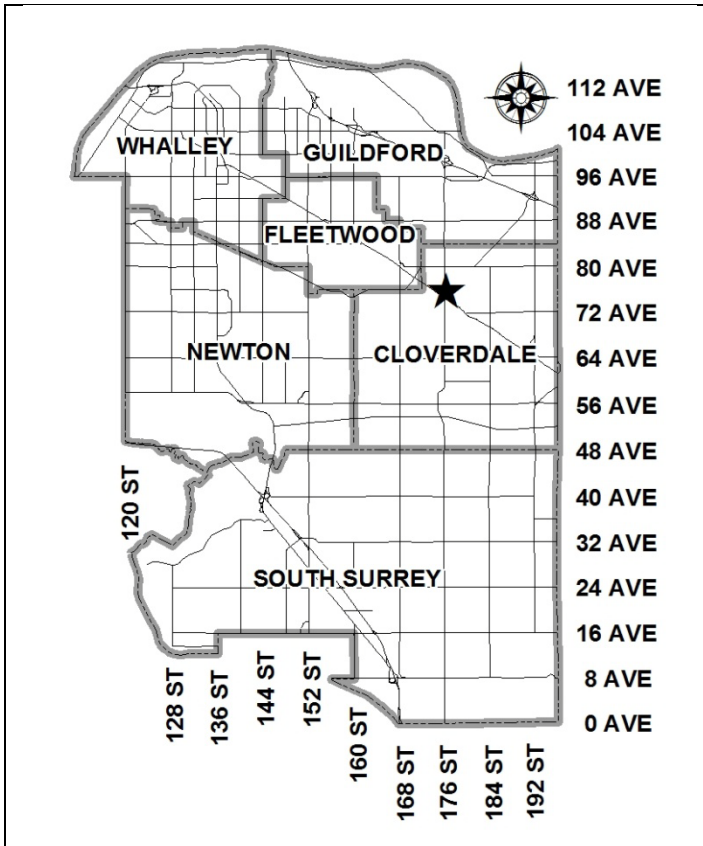 112 AVE
104 AVE
WHALLEY
GUILDFORD
96 AVE
88 AVE
FLEETWOOD
80 AVE
72 AVE
NEWTON
CLOVERDALE
64 AVE
56 AVE
48 AVE
120 ST
40 AVE
32 AVE
SOUTH SURREY
24 AVE
16 AVE
8 AVE
0 AVE
128 ST
136 ST
144 ST
152 ST
160 ST
168 ST
176 ST
184 ST
192 ST